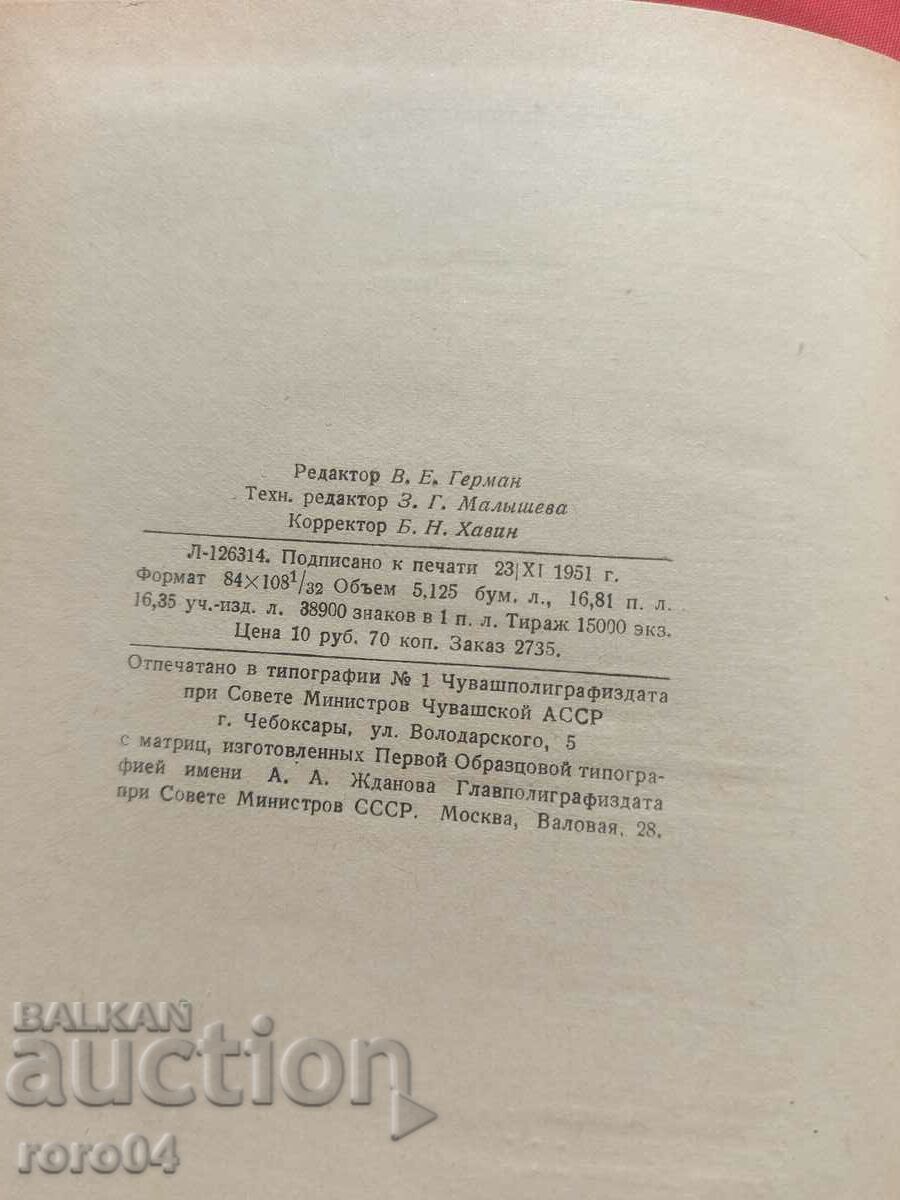 Редактор В. Е. Герман
Техн. редактор З. Г. Малышева
Корректор Б. Н. Хавин
Л-126314. Подписано к печати 23|XI 1951 г.
Формат 84×108¹/₃₂ Объем 5,125 бум. л., 16,81 п. л.
16,35 уч.-изд. л. 38900 знаков в 1 п. л. Тираж 15000 экз.
Цена 10 руб. 70 коп. Заказ 2735.
Отпечатано в типографии № 1 Чувашполиграфиздата
при Совете Министров Чувашской АССР
г. Чебоксары, ул. Володарского, 5
с матриц, изготовленных Первой Образцовой типогра-
фией имени А. А. Жданова Главполиграфиздата
при Совете Министров СССР. Москва, Валовая, 28.
BALKAN
auction
roro04